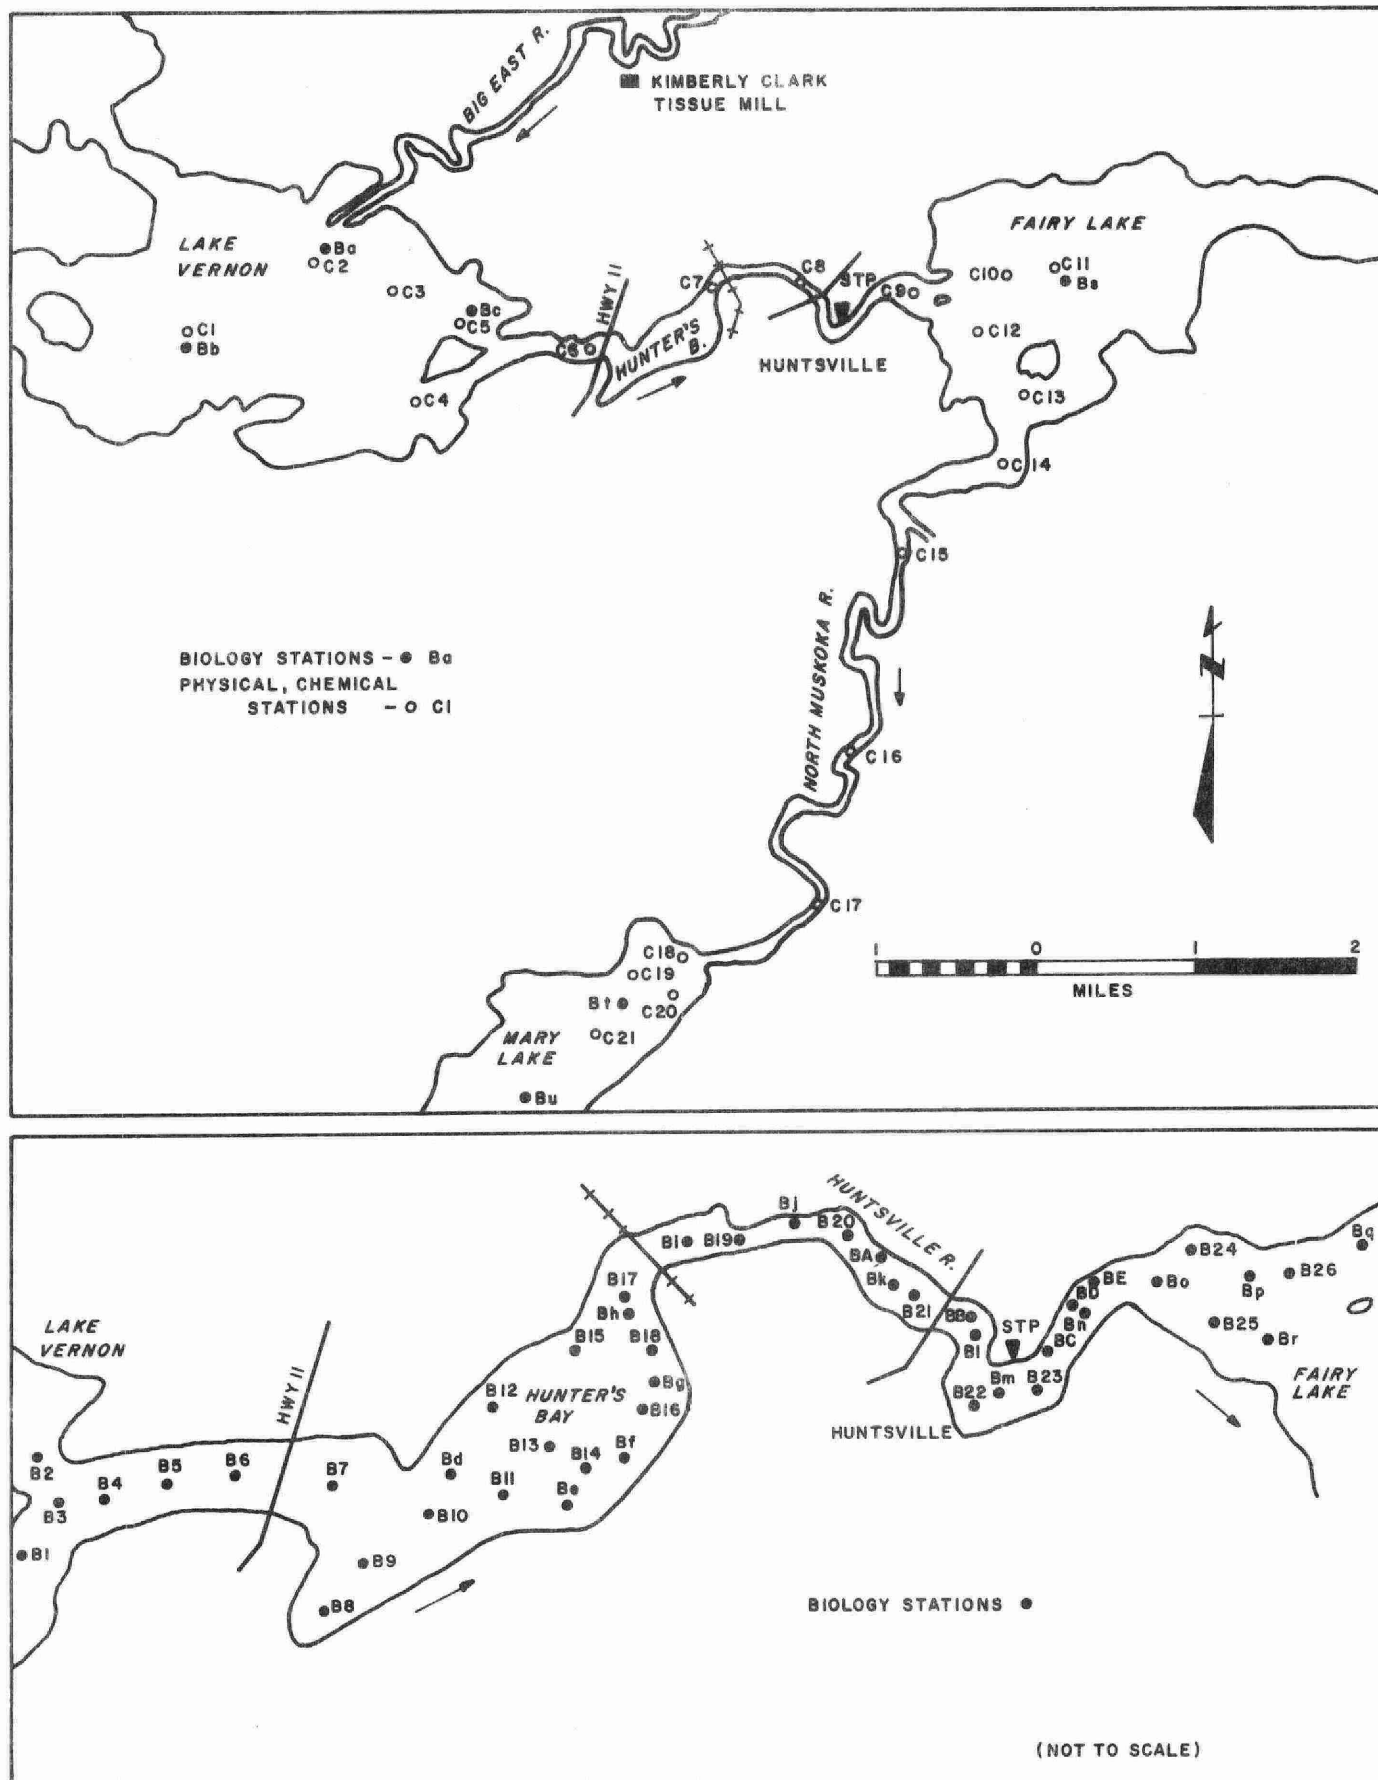 BIG EAST R.
KIMBERLY CLARK
TISSUE MILL
LAKE
VERNON
Ba
C2
C3
Bc
C5
C1
Bb
C4
C6
HWY 11
HUNTER'S
B.
C7
C8
STP
C9
HUNTSVILLE
FAIRY LAKE
C10
C11
Bs
C12
C13
C14
C15
NORTH MUSKOKA R.
C16
C17
BIOLOGY STATIONS - ● Ba
PHYSICAL, CHEMICAL
STATIONS - o C1
N
1 0 1 2
MILES
C18
C19
Bt
C20
C21
MARY
LAKE
Bu
LAKE
VERNON
HWY 11
B2
B3
B1
B4
B5
B6
B7
B8
B9
B10
Bd
B11
B12
HUNTER'S
BAY
B13
B14
Be
Bf
B16
Bg
B18
B15
Bh
B17
Bi
B19
Bj
B20
HUNTSVILLE R.
BA
Bk
B21
BB
Bl
STP
B22
Bm
B23
HUNTSVILLE
BC
BD
Bn
BE
Bo
B24
Bp
B26
Bq
B25
Br
FAIRY
LAKE
BIOLOGY STATIONS ●
(NOT TO SCALE)